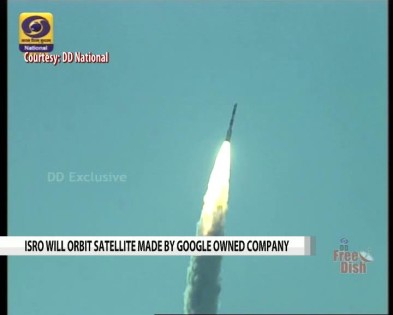 National
Courtesy: DD National
DD Exclusive
ISRO WILL ORBIT SATELLITE MADE BY GOOGLE OWNED COMPANY
Free
Dish